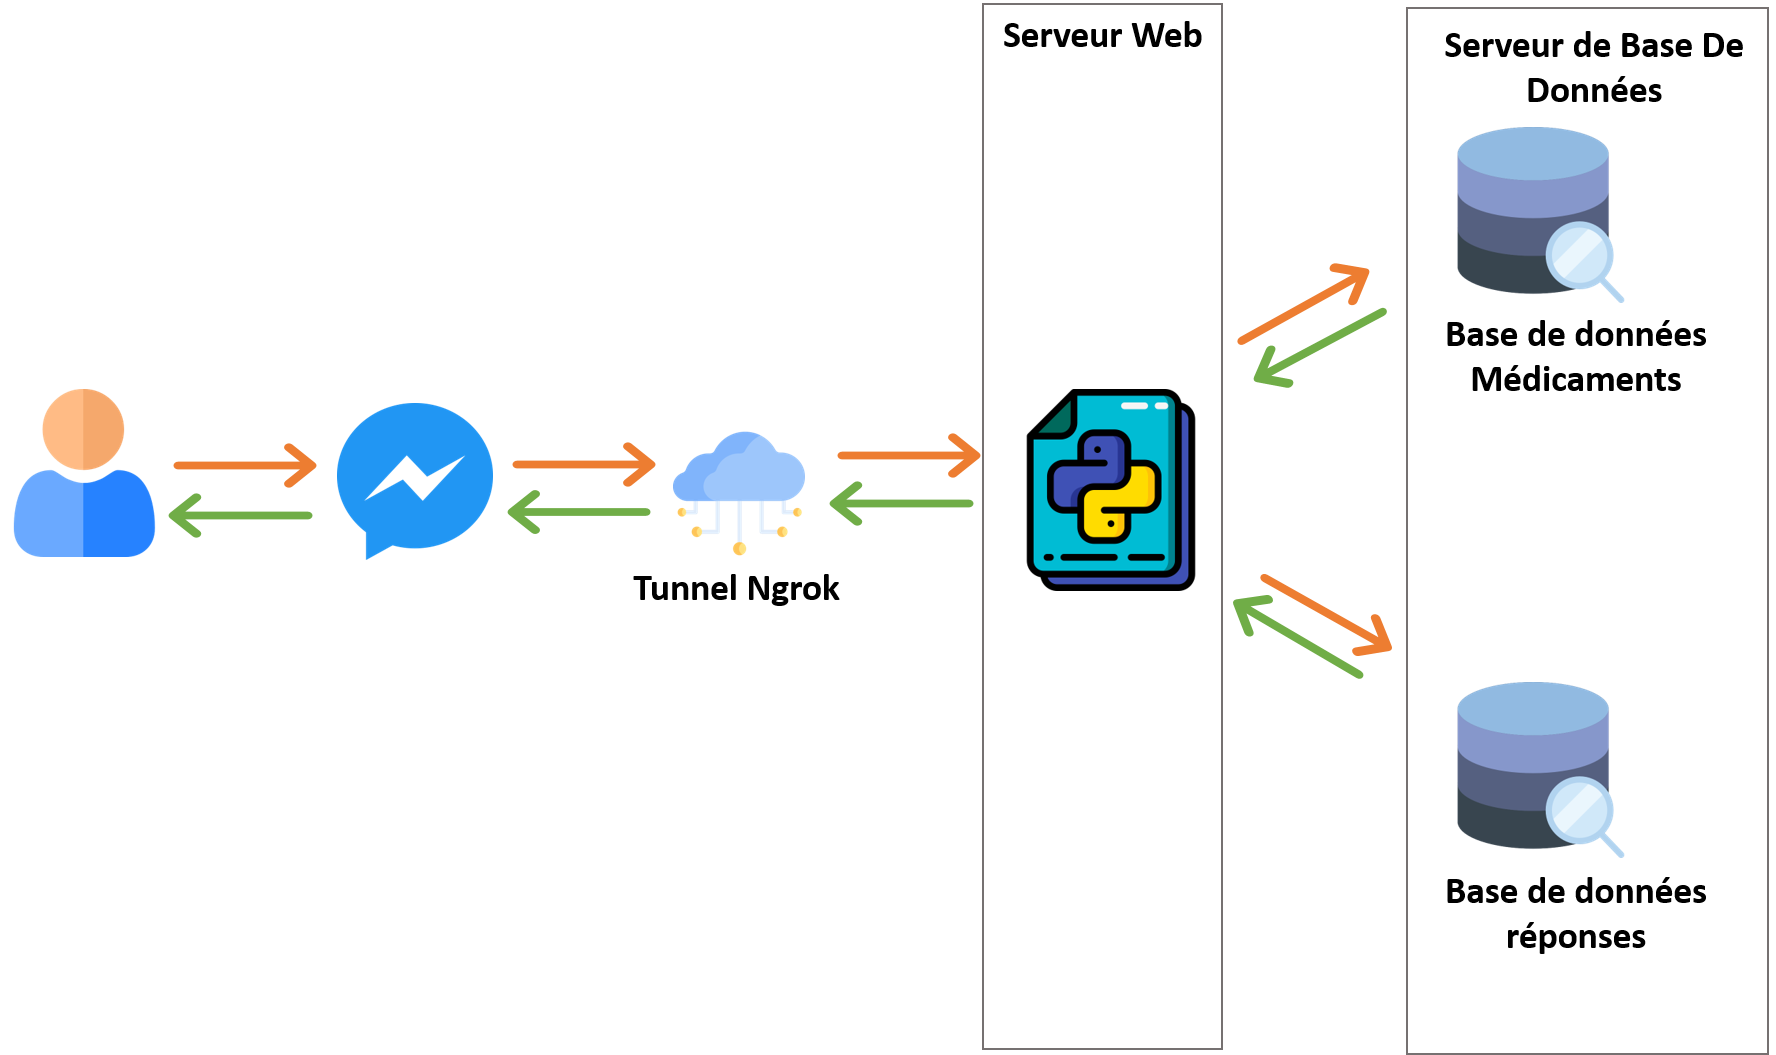 Serveur Web
Serveur de Base De
Données
Base de données
Médicaments
Tunnel Ngrok
Base de données
réponses